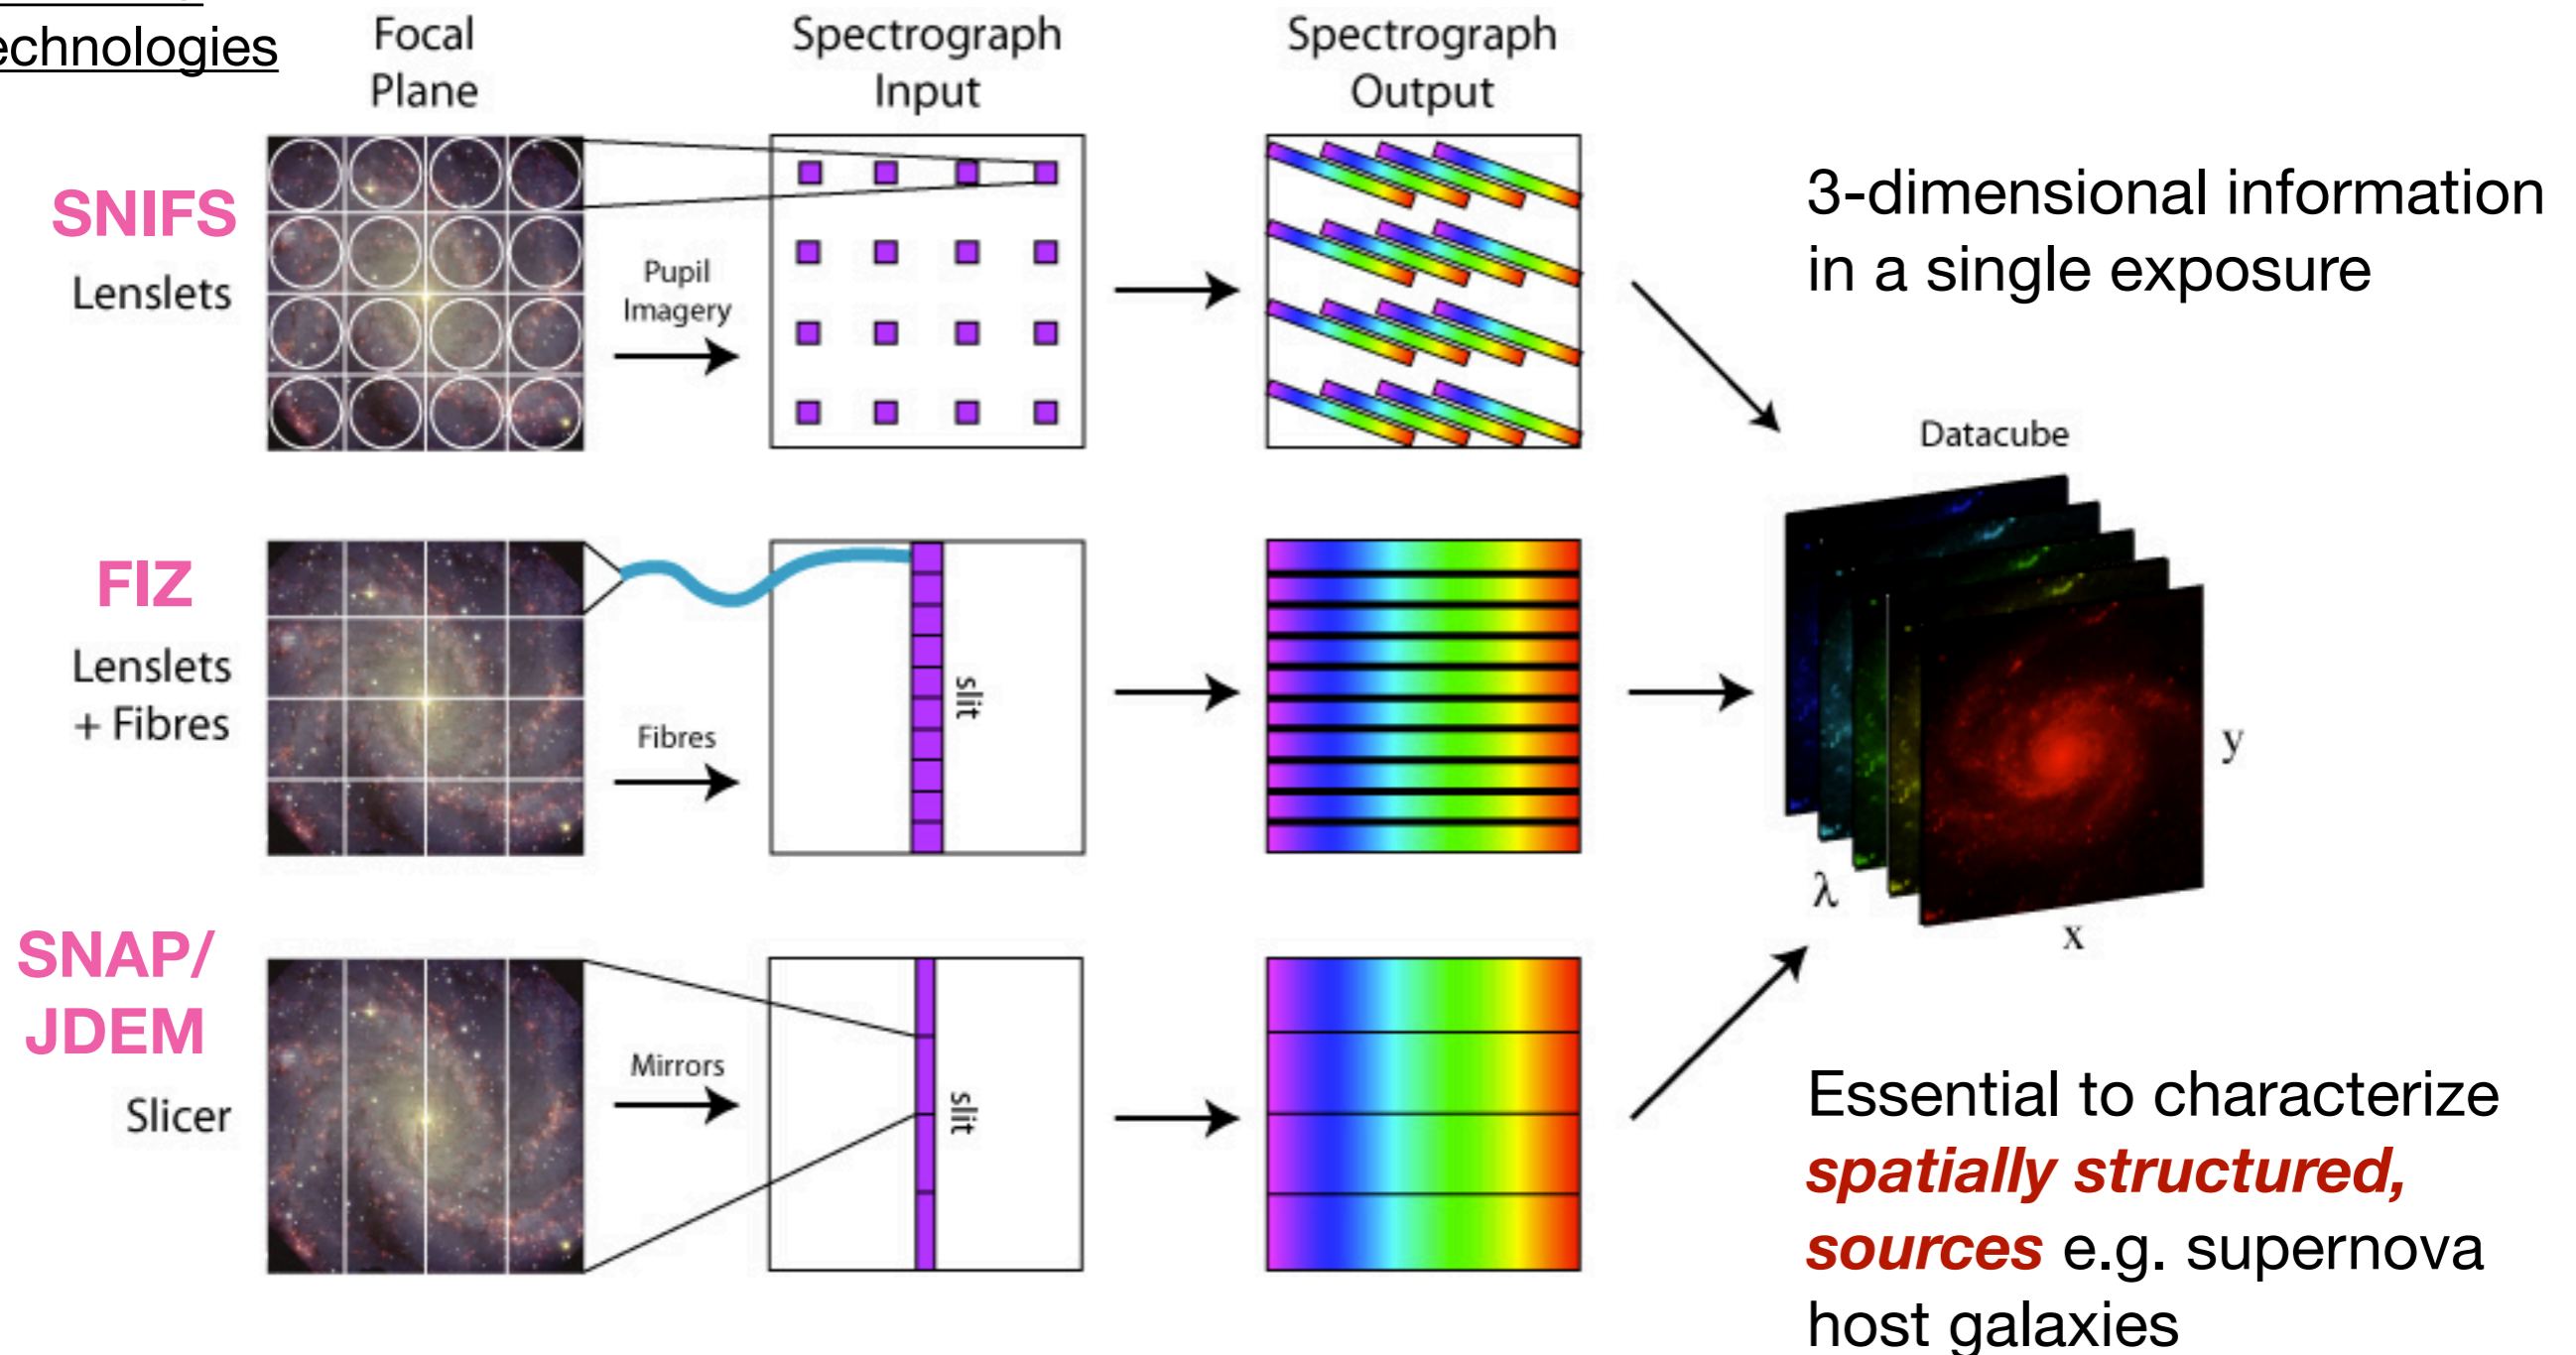 echnologies
Focal
Plane
Spectrograph
Input
Spectrograph
Output
SNIFS
Lenslets
Pupil
Imagery
3-dimensional information
in a single exposure
Datacube
FIZ
Lenslets
+ Fibres
Fibres
slit
y
λ
x
SNAP/
JDEM
Slicer
Mirrors
slit
Essential to characterize
spatially structured,
sources e.g. supernova
host galaxies